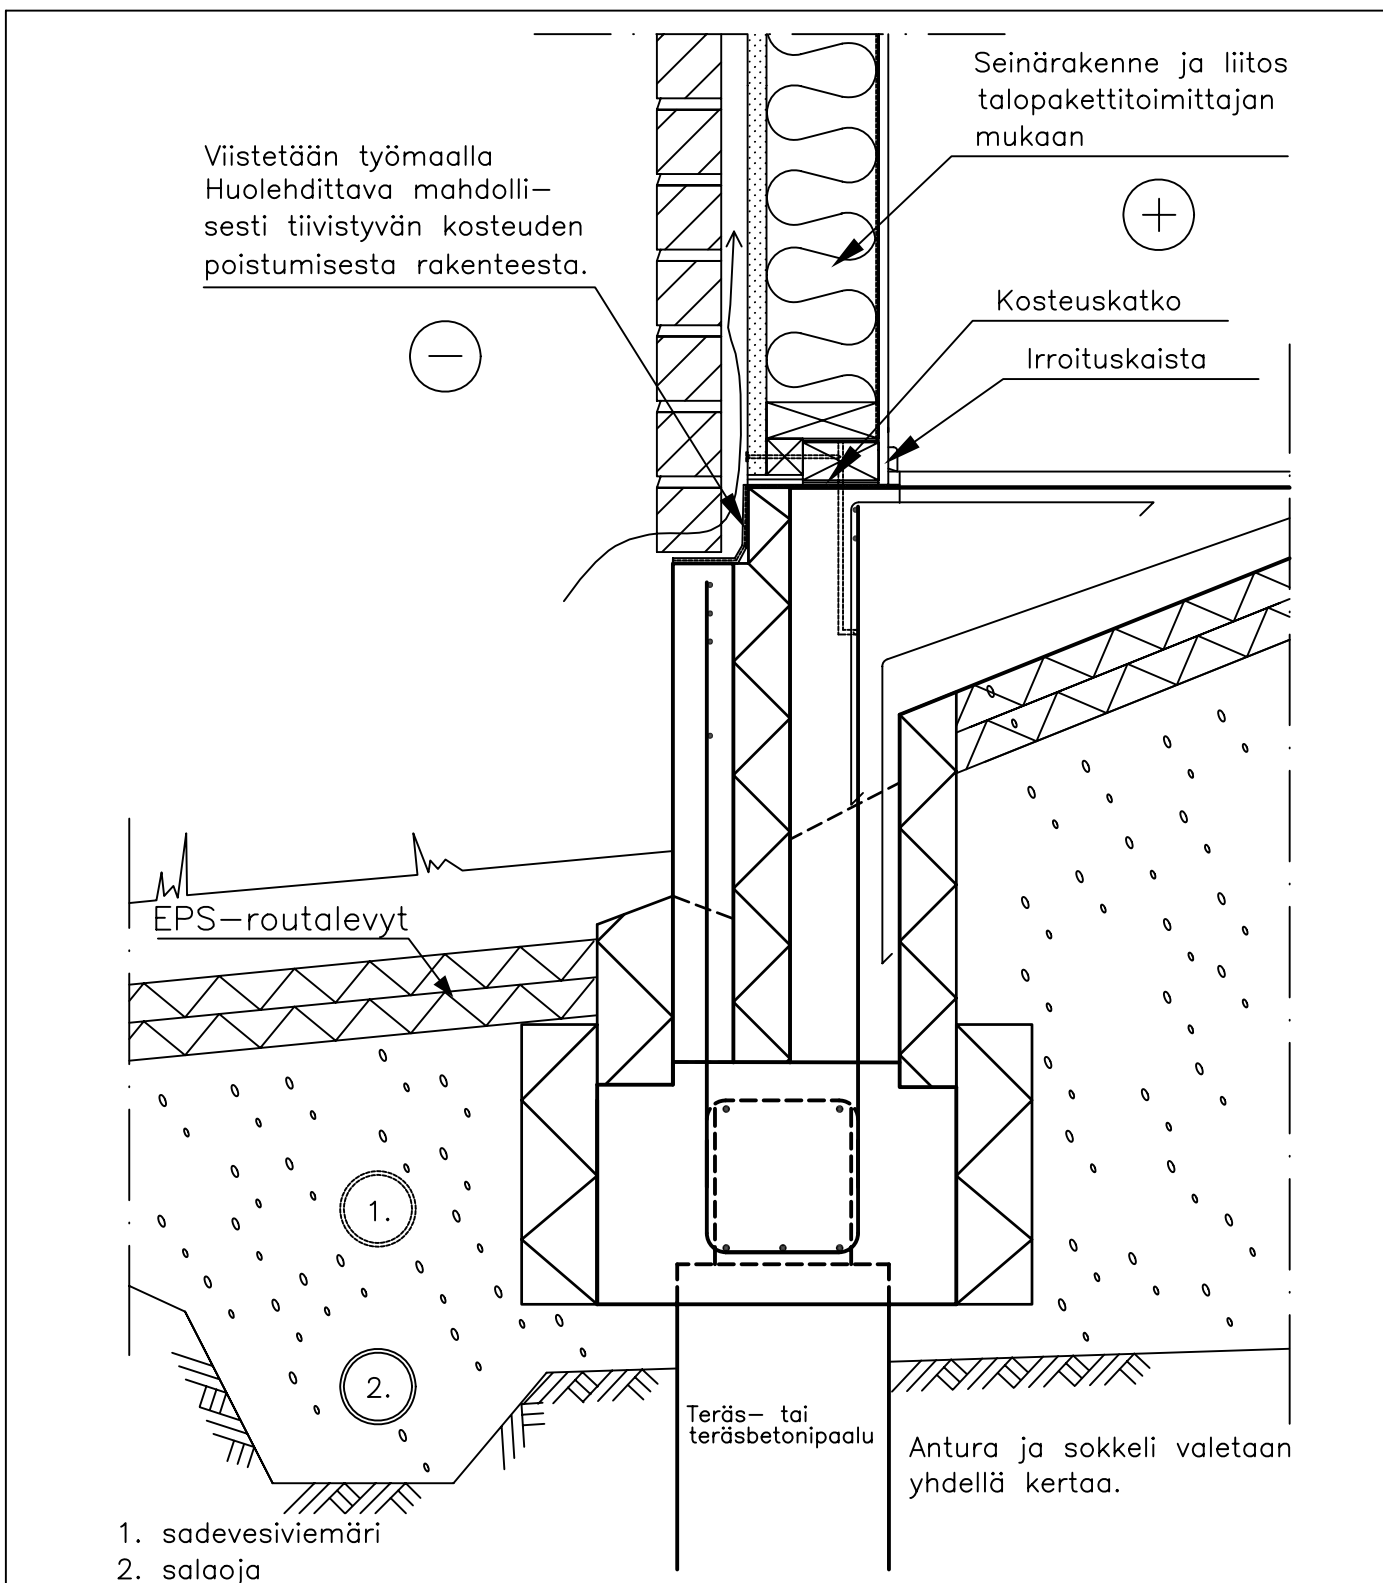 Seinärakenne ja liitos
talopakettitoimittajan
mukaan
Viistetään työmaalla
Huolehdittava mahdolli-
sesti tiivistyvän kosteuden
poistumisesta rakenteesta.
+
Kosteuskatko
−
Irroituskaista
EPS-routalevyt
1.
2.
Teräs- tai
teräsbetonipaalu
Antura ja sokkeli valetaan
yhdellä kertaa.
1. sadevesiviemäri
2. salaoja